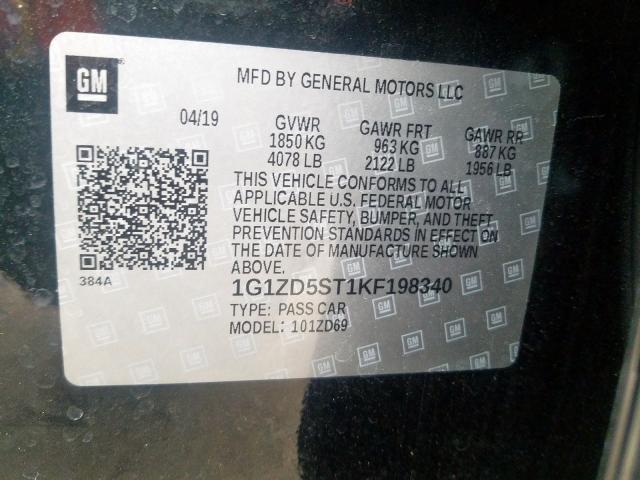 GM
MFD BY GENERAL MOTORS LLC
04/19 GVWR GAWR FRT GAWR RR
1850 KG 963 KG 887 KG
4078 LB 2122 LB 1956 LB
THIS VEHICLE CONFORMS TO ALL
APPLICABLE U.S. FEDERAL MOTOR
VEHICLE SAFETY, BUMPER, AND THEFT
PREVENTION STANDARDS IN EFFECT ON
THE DATE OF MANUFACTURE SHOWN
ABOVE.
384A
1G1ZD5ST1KF198340
TYPE: PASS CAR
MODEL: 101ZD69